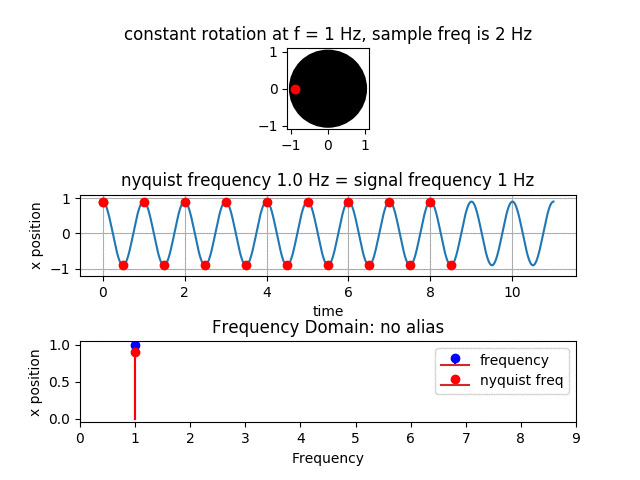 constant rotation at f = 1 Hz, sample freq is 2 Hz
1
0
−1
−1 0 1
nyquist frequency 1.0 Hz = signal frequency 1 Hz
x position
1
0
−1
0 2 4 6 8 10
time
Frequency Domain: no alias
x position
1.0
0.5
0.0
frequency
nyquist freq
0 1 2 3 4 5 6 7 8 9
Frequency